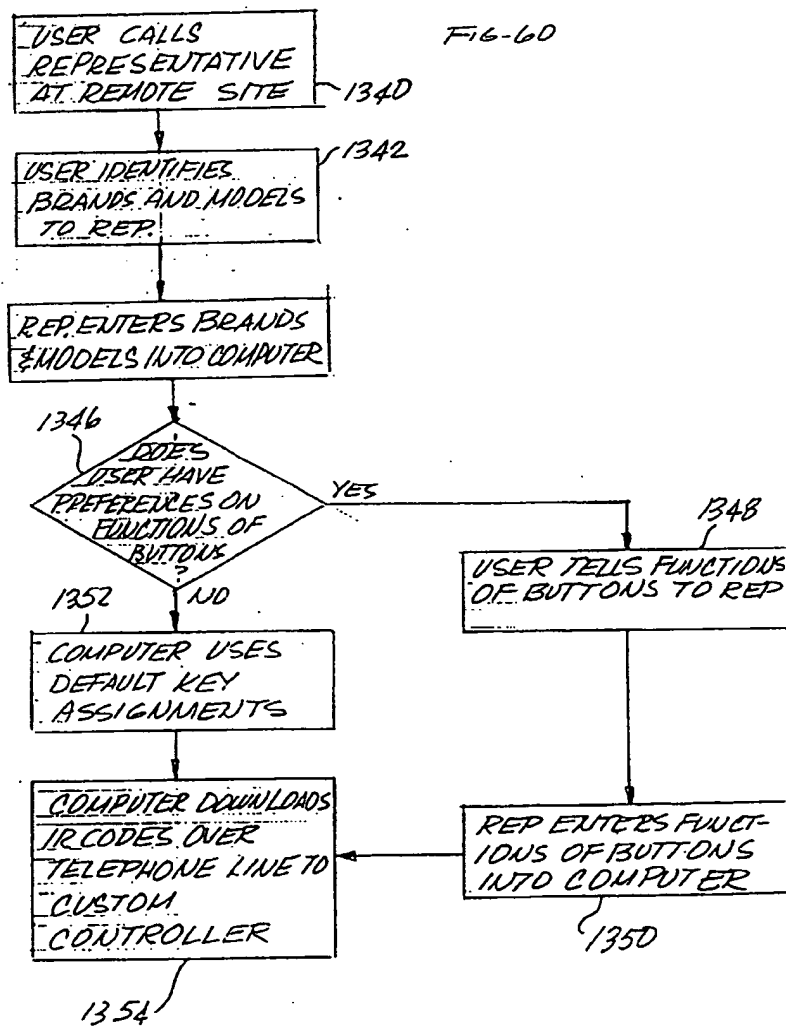 FIG-60
USER CALLS
REPRESENTATIVE
AT REMOTE SITE
1340
1342
USER IDENTIFIES
BRANDS AND MODELS
TO REP.
REP. ENTERS BRANDS
& MODELS INTO COMPUTER
1346
DOES
USER HAVE
PREFERENCES ON
FUNCTIONS OF
BUTTONS
?
YES
NO
1348
USER TELLS FUNCTIONS
OF BUTTONS TO REP
1352
COMPUTER USES
DEFAULT KEY
ASSIGNMENTS
COMPUTER DOWNLOADS
IR CODES OVER
TELEPHONE LINE TO
CUSTOM
CONTROLLER
1354
REP ENTERS FUNCT-
IONS OF BUTTONS
INTO COMPUTER
1350